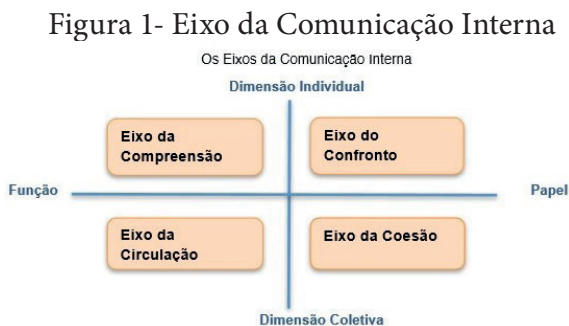 Figura 1- Eixo da Comunicação Interna
Os Eixos da Comunicação Interna
Dimensão Individual
Eixo da
Compreensão
Eixo do
Confronto
Função
Papel
Eixo da
Circulação
Eixo da Coesão
Dimensão Coletiva